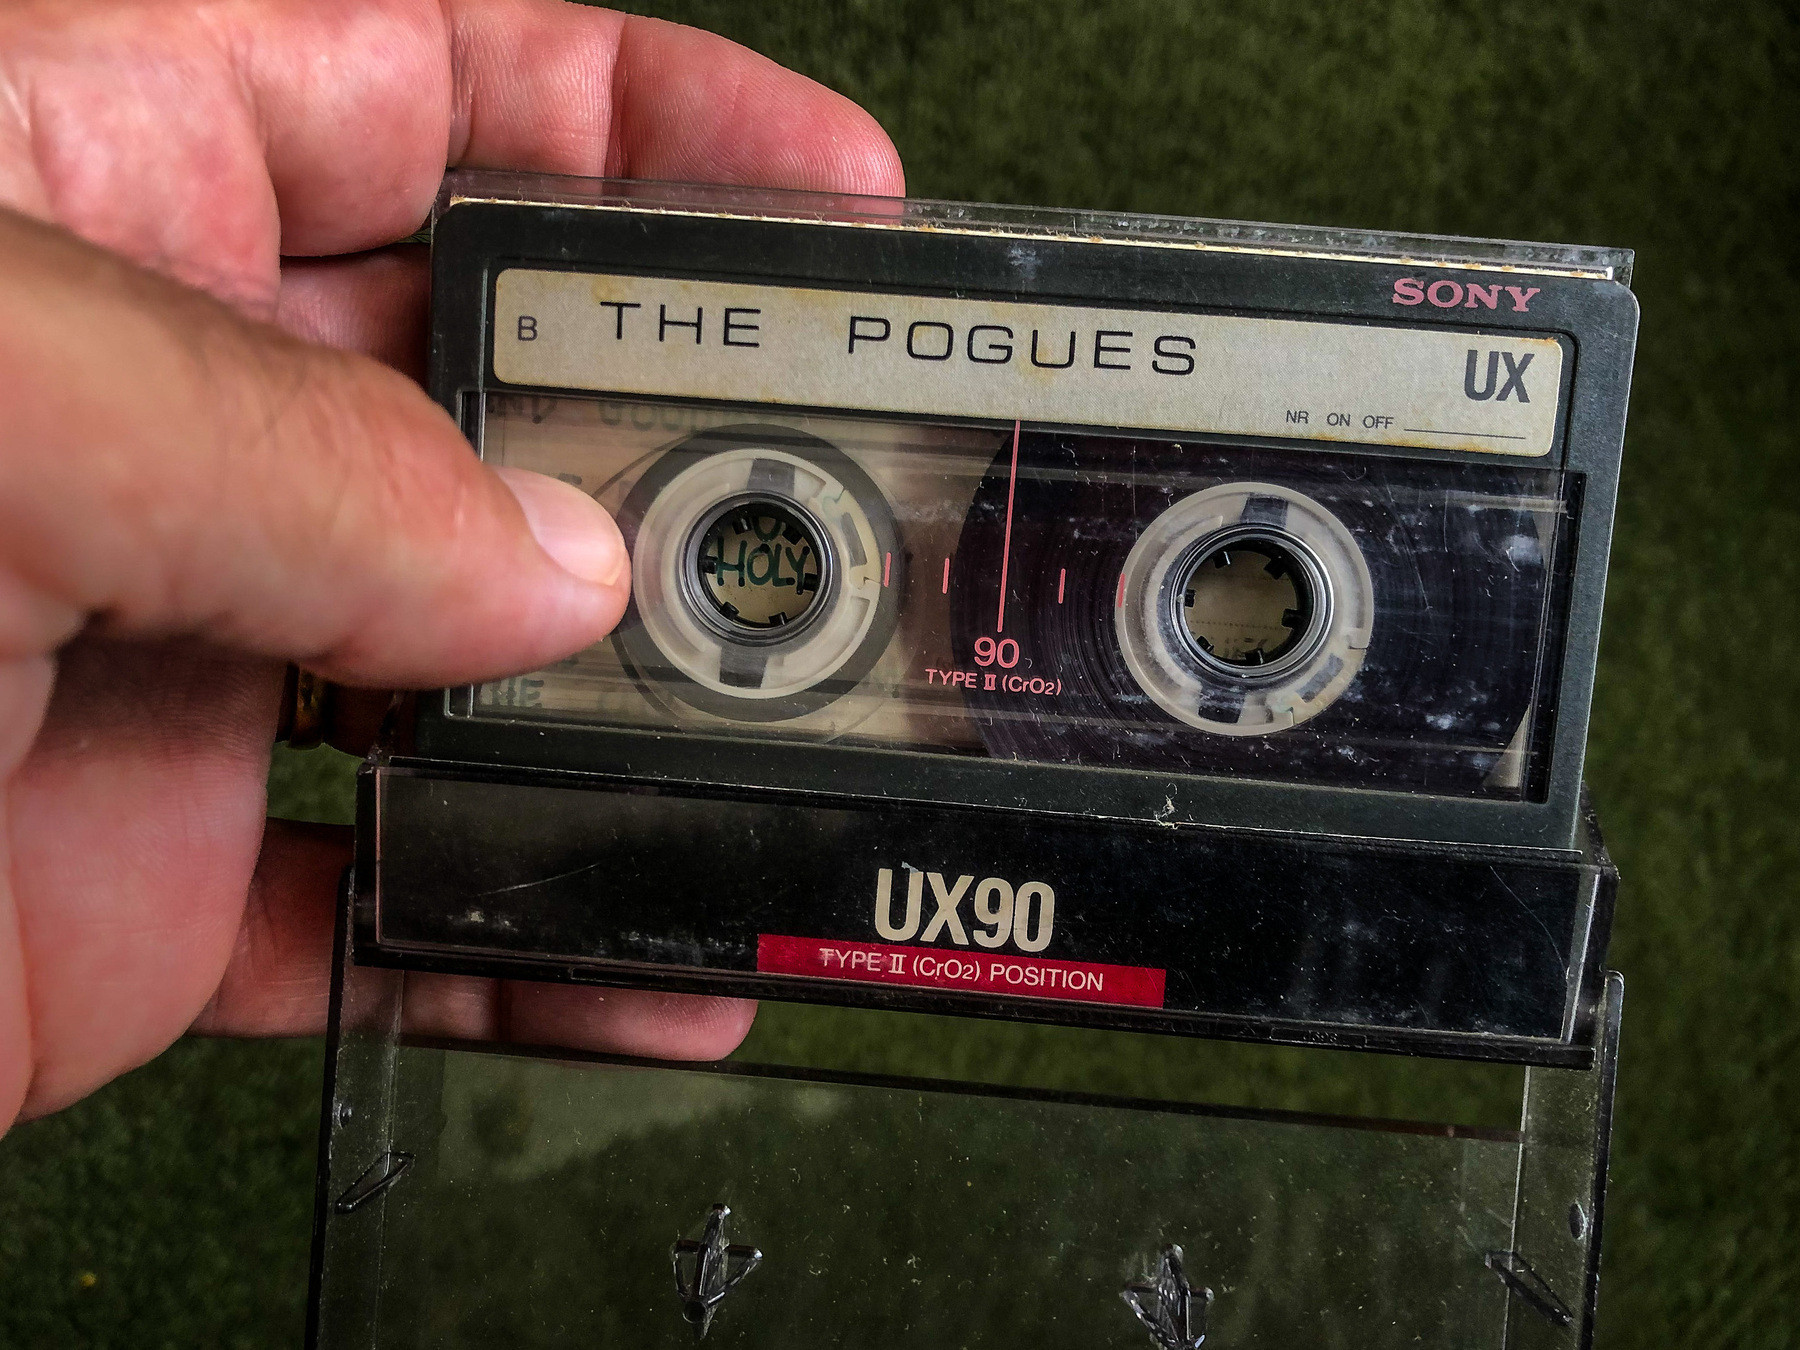 SONY
B THE POGUES
UX
NR ON OFF
HOLY
90
TYPE II (CrO2)
UX90
TYPE II (CrO2) POSITION